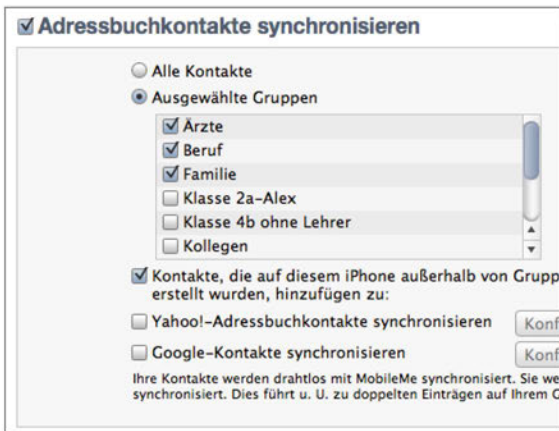 Adressbuchkontakte synchronisieren
Alle Kontakte
Ausgewählte Gruppen
Ärzte
Beruf
Familie
Klasse 2a-Alex
Klasse 4b ohne Lehrer
Kollegen
Kontakte, die auf diesem iPhone außerhalb von Grupp
erstellt wurden, hinzufügen zu:
Yahoo!-Adressbuchkontakte synchronisieren Konf
Google-Kontakte synchronisieren Konf
Ihre Kontakte werden drahtlos mit MobileMe synchronisiert. Sie we
synchronisiert. Dies führt u. U. zu doppelten Einträgen auf Ihrem G